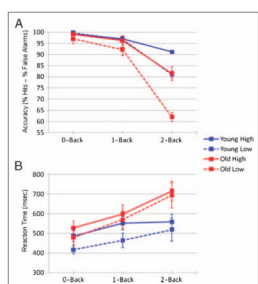 A
Accuracy (% Hits – % False Alarms)
100
95
90
85
80
75
70
65
60
55
0-Back
1-Back
2-Back
Young High
Young Low
Old High
Old Low
B
Reaction Time (msec)
800
700
600
500
400
300
0-Back
1-Back
2-Back